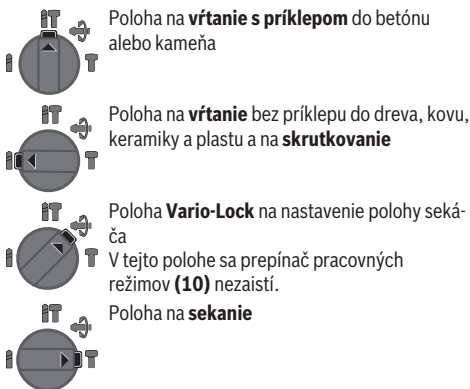 Poloha na vŕtanie s príklepom do betónu
alebo kameňa
Poloha na vŕtanie bez príklepu do dreva, kovu,
keramiky a plastu a na skrutkovanie
Poloha Vario-Lock na nastavenie polohy seká-
ča
V tejto polohe sa prepínač pracovných
režimov (10) nezaistí.
Poloha na sekanie